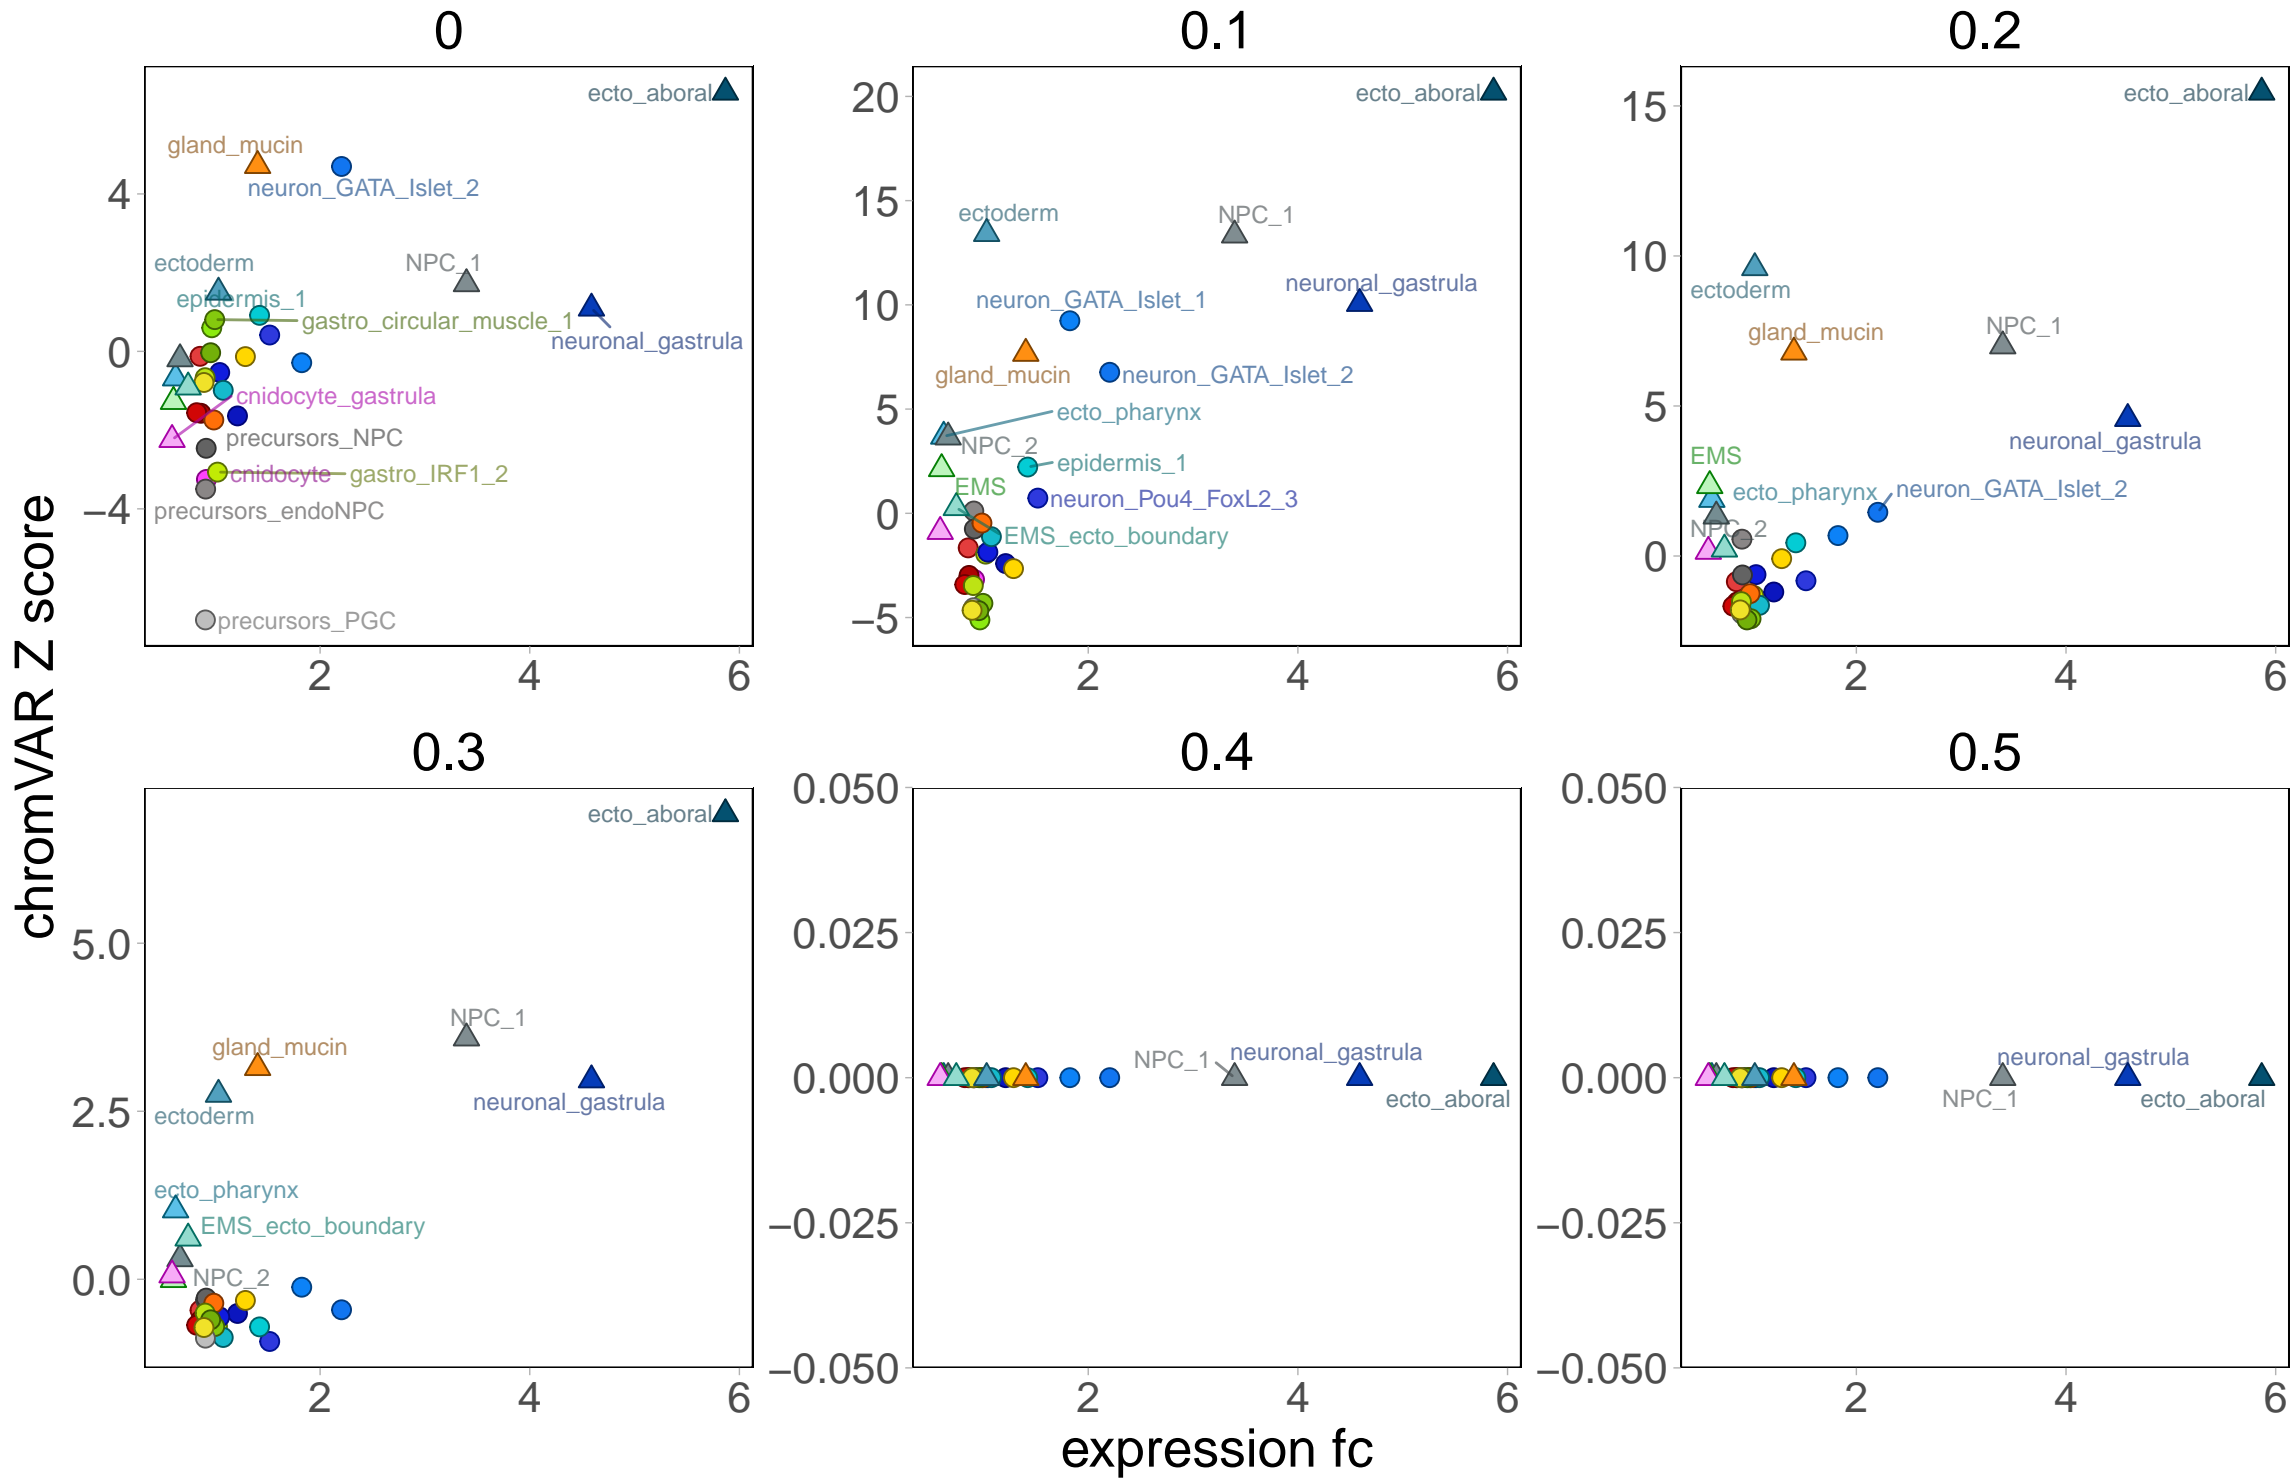 0
0.1
0.2
ecto_aboral
gland_mucin
neuron_GATA_Islet_2
ectoderm
NPC_1
epidermis_1
gastro_circular_muscle_1
neuronal_gastrula
cnidocyte_gastrula
precursors_NPC
cnidocyte
gastro_IRF1_2
precursors_endoNPC
precursors_PGC
4
0
−4
2
4
6
ecto_aboral
ectoderm
NPC_1
neuronal_gastrula
neuron_GATA_Islet_1
gland_mucin
neuron_GATA_Islet_2
ecto_pharynx
NPC_2
epidermis_1
EMS
neuron_Pou4_FoxL2_3
EMS_ecto_boundary
20
15
10
5
0
−5
2
4
6
ecto_aboral
ectoderm
gland_mucin
NPC_1
neuronal_gastrula
EMS
ecto_pharynx
neuron_GATA_Islet_2
NPC_2
15
10
5
0
2
4
6
chromVAR Z score
0.3
0.4
0.5
ecto_aboral
NPC_1
gland_mucin
ectoderm
neuronal_gastrula
ecto_pharynx
EMS_ecto_boundary
NPC_2
5.0
2.5
0.0
2
4
6
0.050
0.025
0.000
−0.025
−0.050
NPC_1
neuronal_gastrula
ecto_aboral
2
4
6
0.050
0.025
0.000
−0.025
−0.050
neuronal_gastrula
NPC_1
ecto_aboral
2
4
6
expression fc